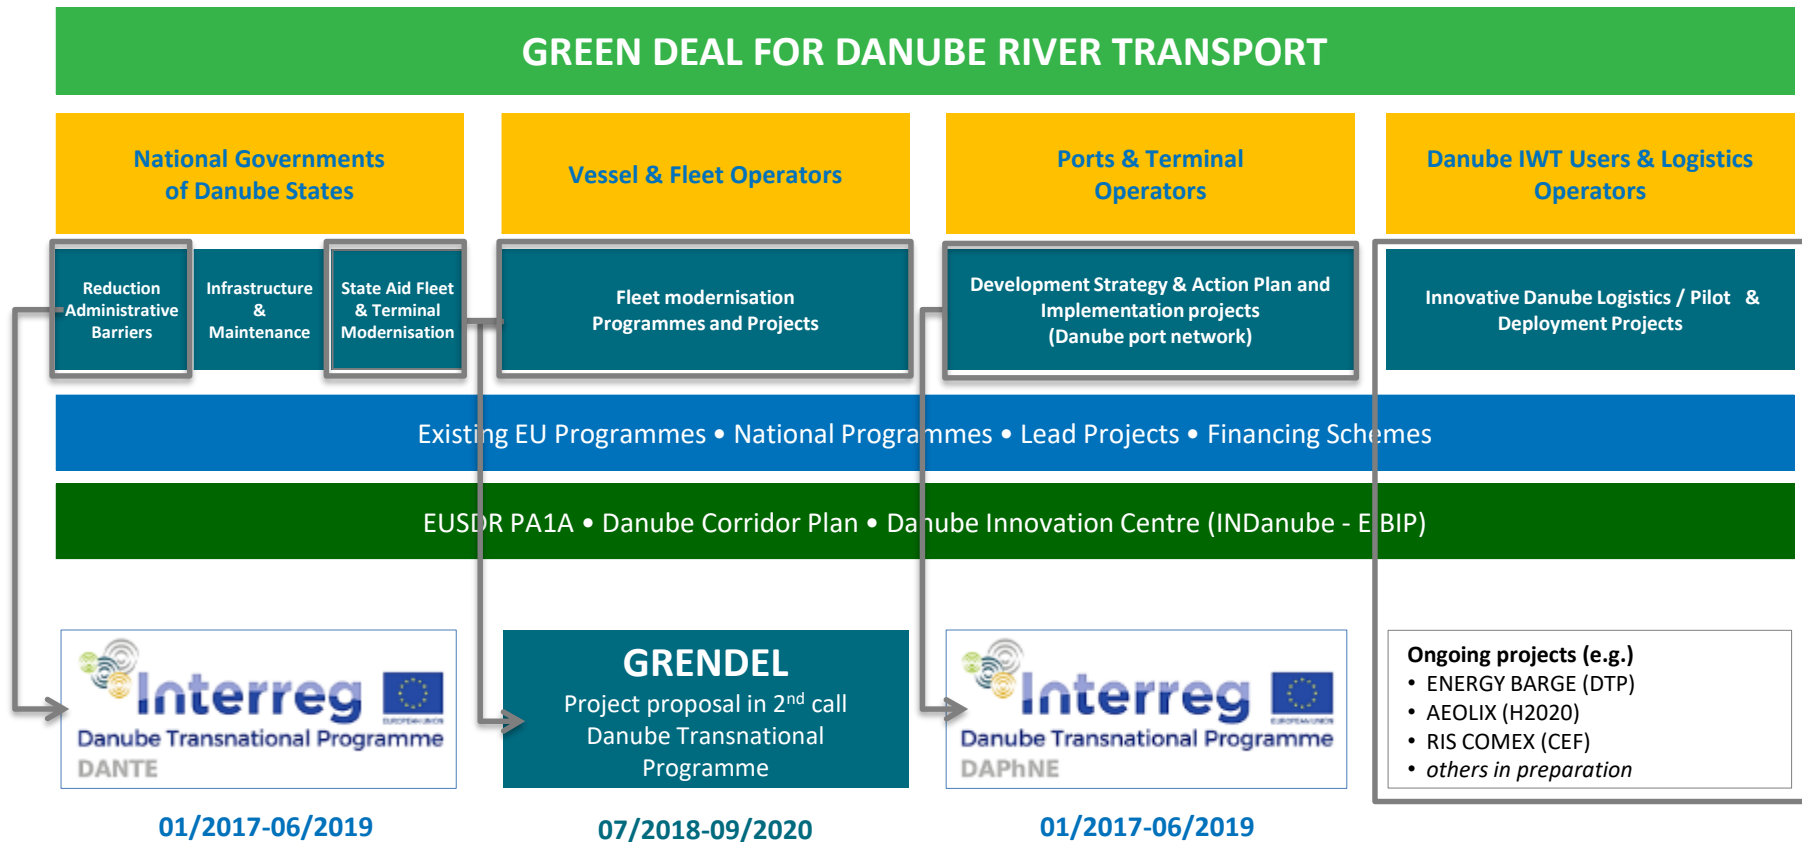 GREEN DEAL FOR DANUBE RIVER TRANSPORT
National Governments
of Danube States
Vessel & Fleet Operators
Ports & Terminal
Operators
Danube IWT Users & Logistics
Operators
Reduction
Administrative
Barriers
Infrastructure
&
Maintenance
State Aid Fleet
& Terminal
Modernisation
Fleet modernisation
Programmes and Projects
Development Strategy & Action Plan and
Implementation projects
(Danube port network)
Innovative Danube Logistics / Pilot &
Deployment Projects
Existing EU Programmes • National Programmes • Lead Projects • Financing Schemes
EUSDR PA1A • Danube Corridor Plan • Danube Innovation Centre (INDanube - EIBIP)
Interreg
EUROPEAN UNION
Danube Transnational Programme
DANTE
01/2017-06/2019
GRENDEL
Project proposal in 2nd call
Danube Transnational
Programme
07/2018-09/2020
Interreg
EUROPEAN UNION
Danube Transnational Programme
DAPhNE
01/2017-06/2019
Ongoing projects (e.g.)
• ENERGY BARGE (DTP)
• AEOLIX (H2020)
• RIS COMEX (CEF)
• others in preparation